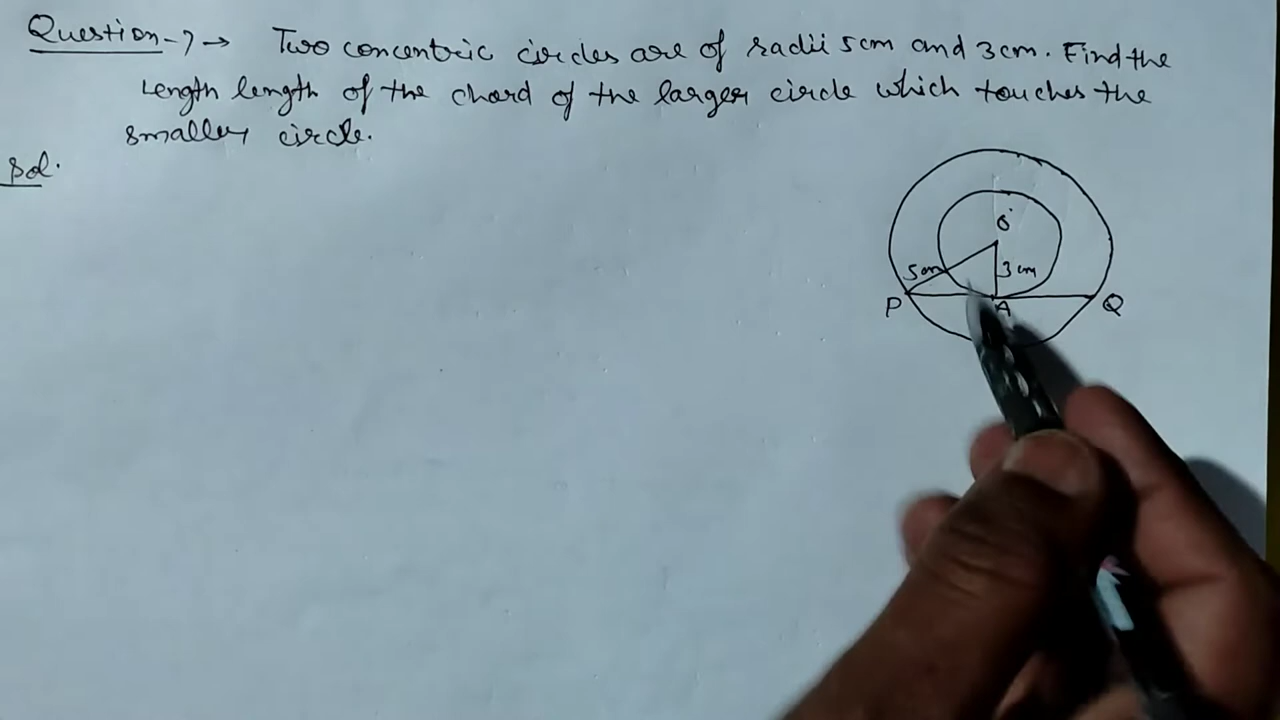 Question-7→ Two concentric circles are of radii 5cm and 3cm. Find the
Length length of the chord of the larger circle which touches the
smaller circle.
Sol.
O
5cm
3cm
P
A
Q